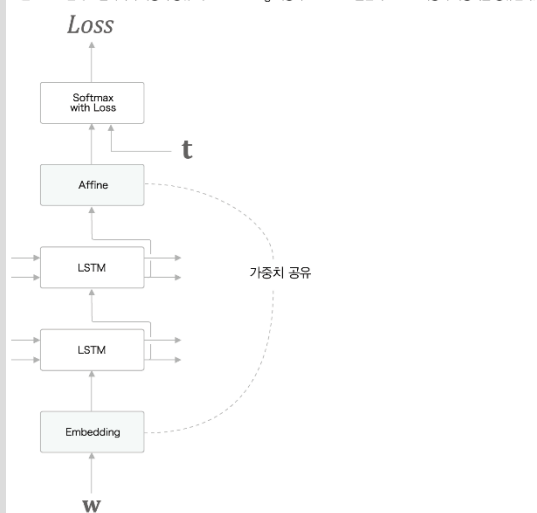 Loss
Softmax
with Loss
t
Affine
LSTM
가중치 공유
LSTM
Embedding
w